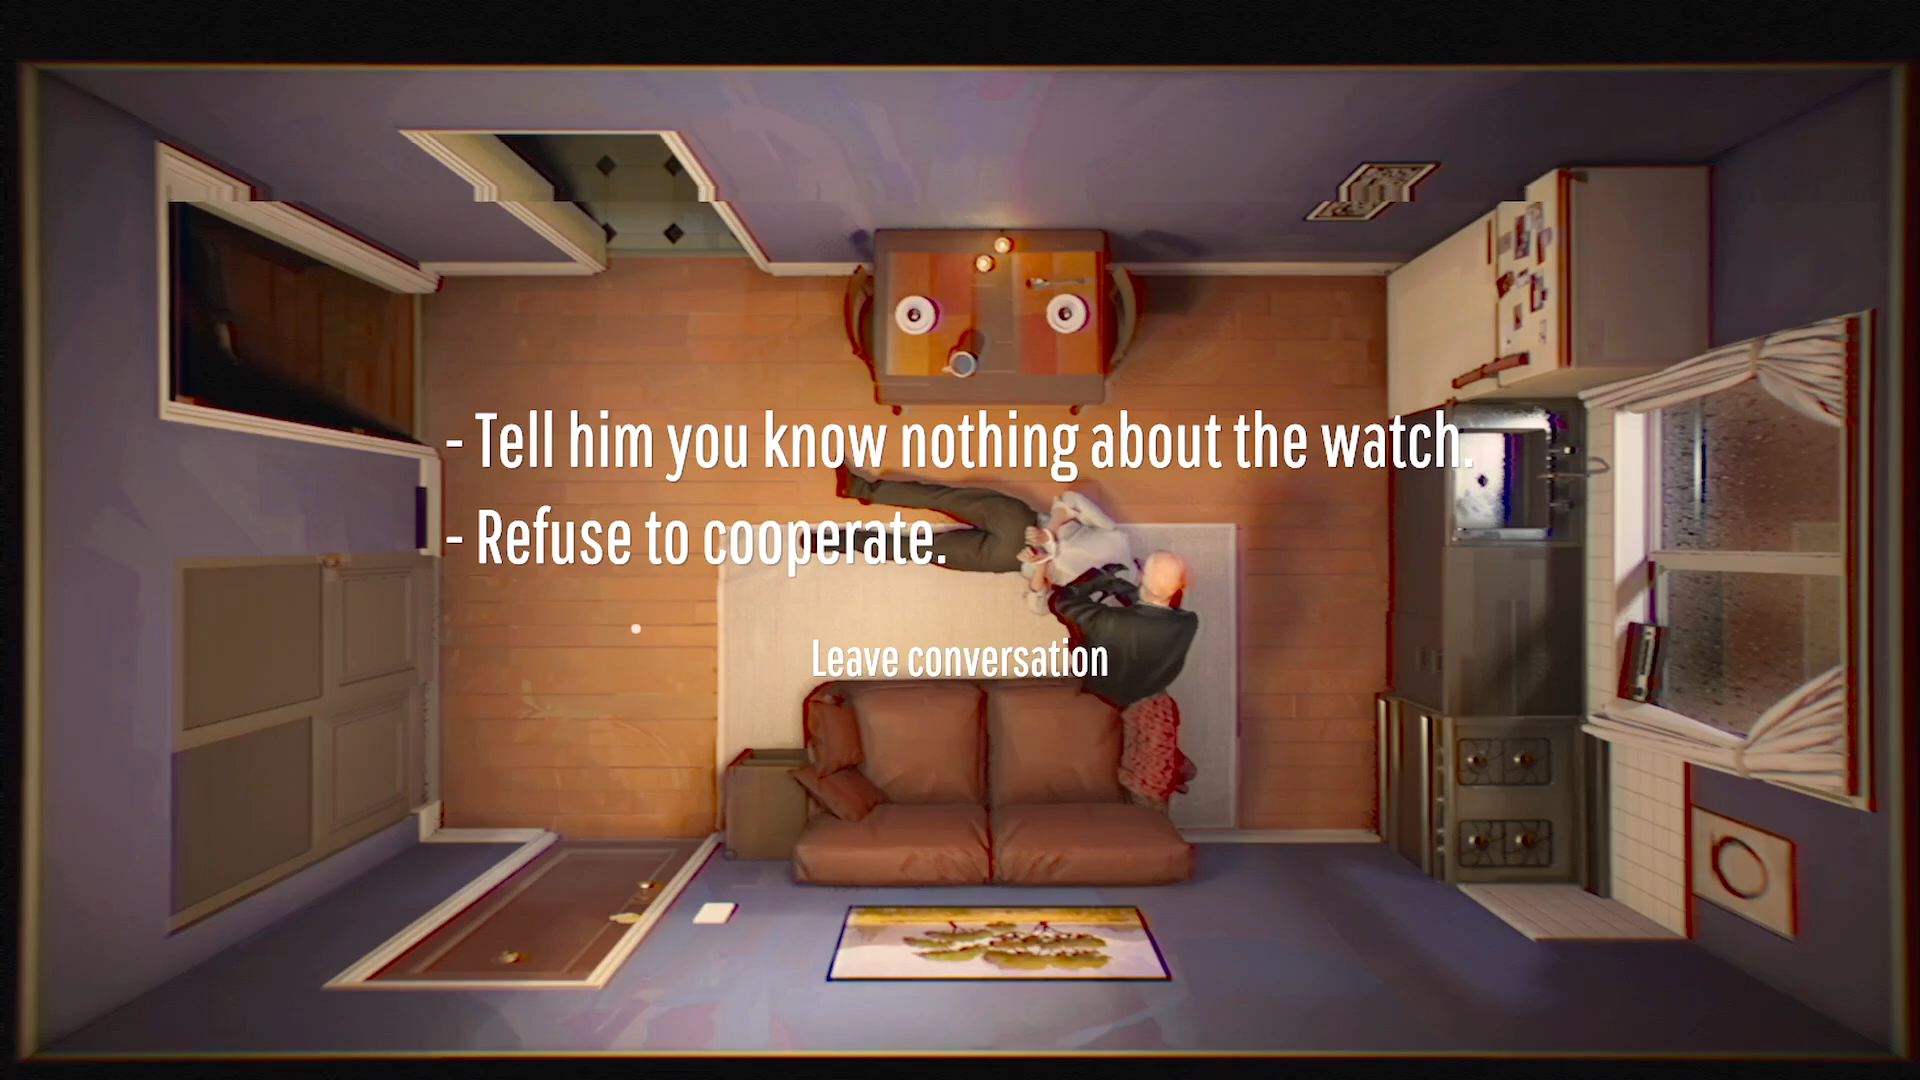 - Tell him you know nothing about the watch.
- Refuse to cooperate.
Leave conversation